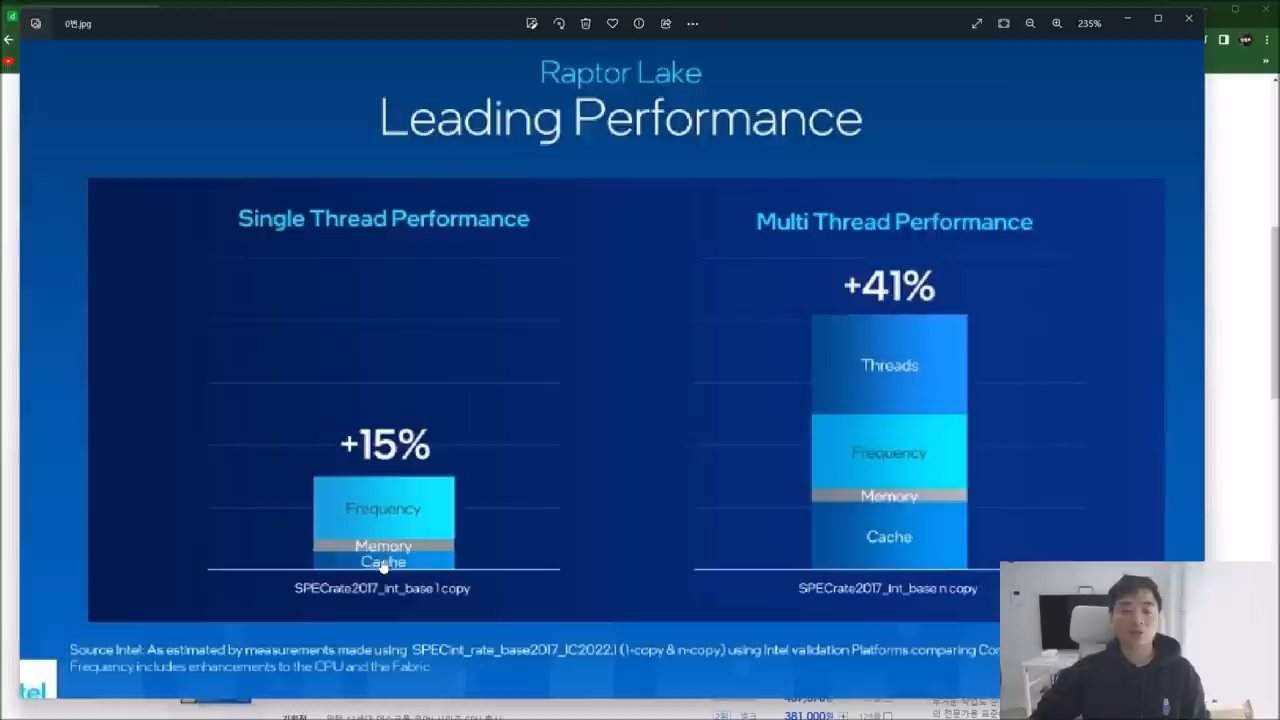 0번.jpg
235%
Raptor Lake
Leading Performance
Single Thread Performance
Multi Thread Performance
+15%
+41%
Frequency
Memory
Cache
Threads
Frequency
Memory
Cache
SPECrate2017_Int_base 1 copy
SPECrate2017_Int_base n copy
Source Intel: As estimated by measurements made using SPECint_rate_base2017_IC2022.1 (1-copy & n-copy) using Intel validation Platforms comparing
Frequency includes enhancements to the CPU and the Fabric
tel
381,000원